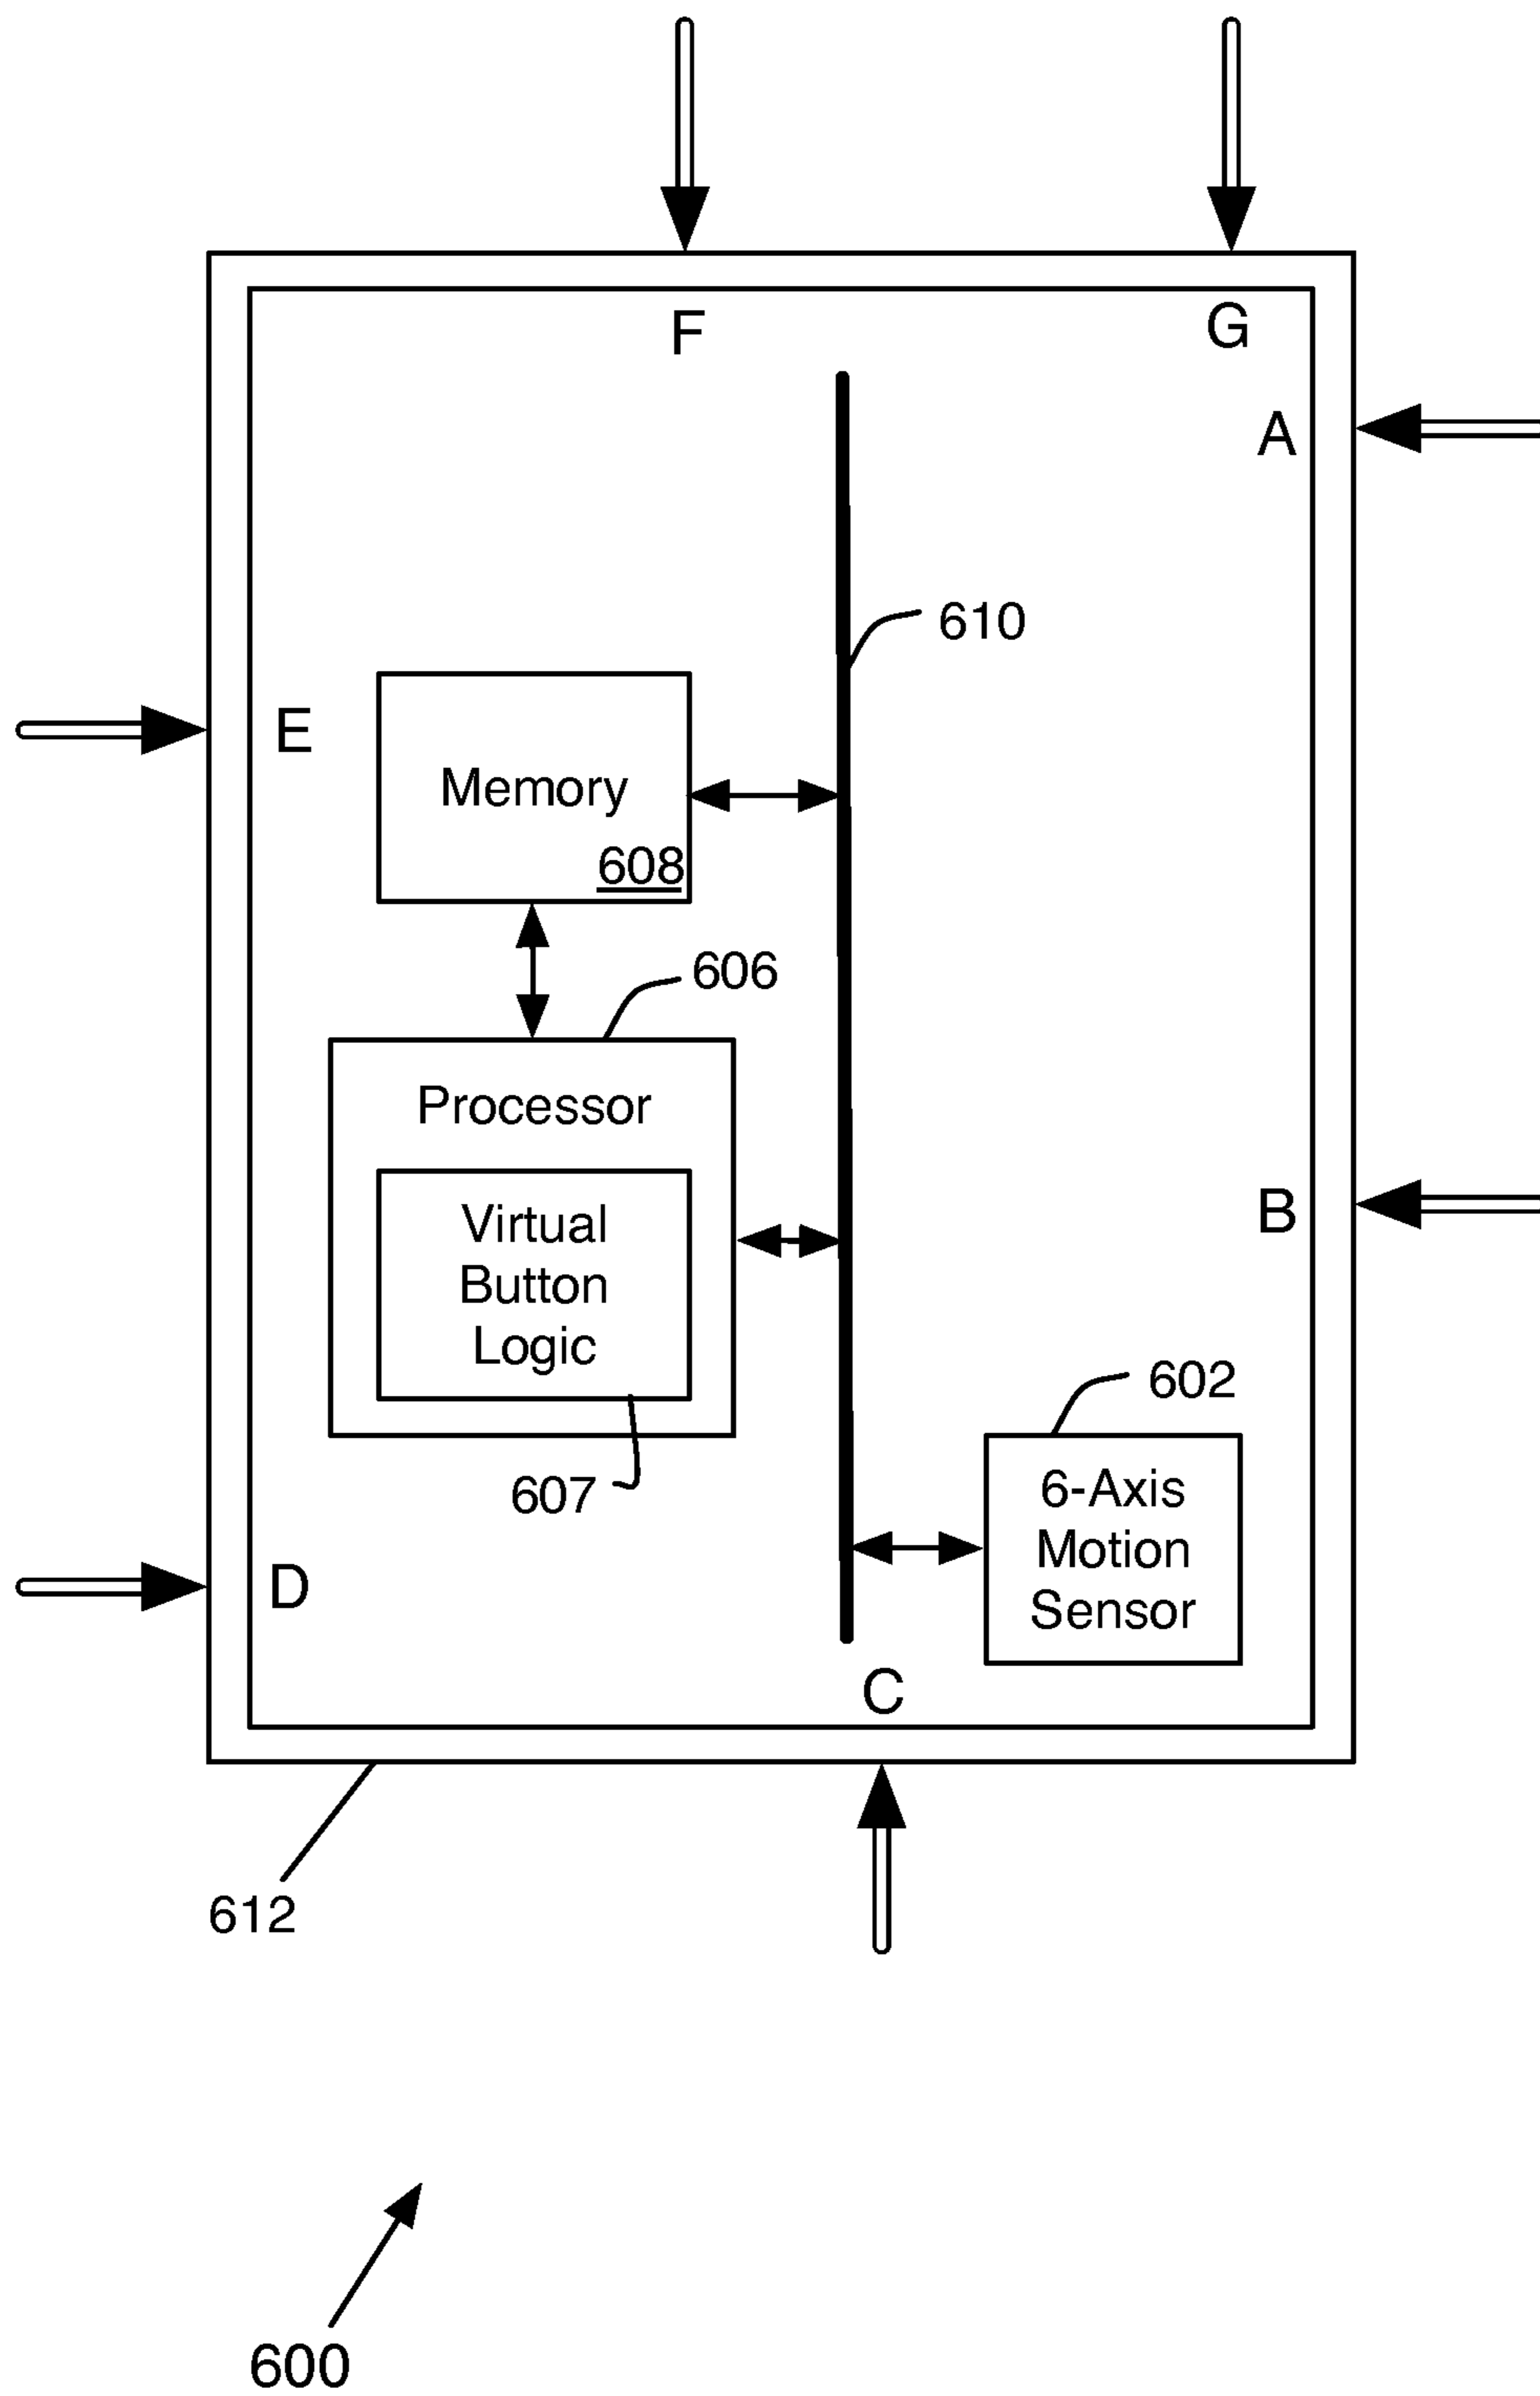 F
G
A
610
E
Memory
608
606
Processor
Virtual
Button
Logic
B
602
607
6-Axis
Motion
Sensor
D
C
612
600